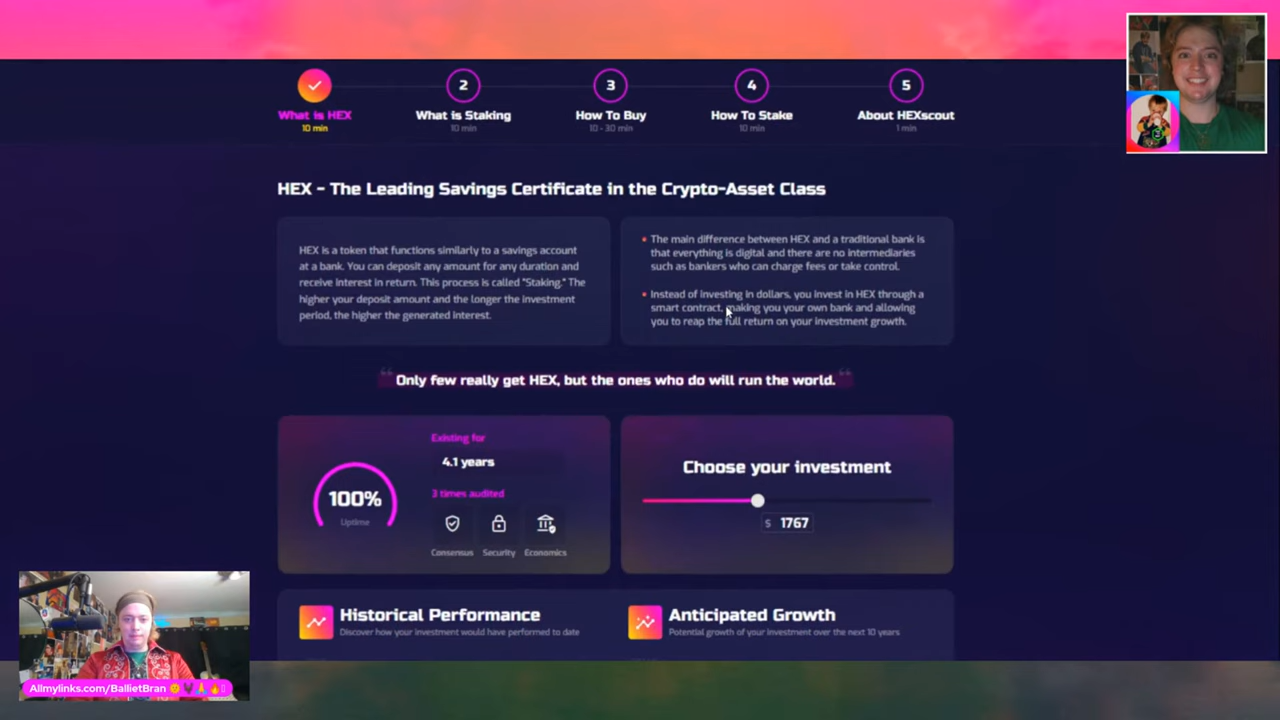 2
3
4
5
What is HEX
What is Staking
How To Buy
How To Stake
About HEXscout
10 min
10 min
10 - 30 min
10 min
1 min
HEX - The Leading Savings Certificate in the Crypto-Asset Class
HEX is a token that functions similarly to a savings account
at a bank. You can deposit any amount for any duration and
receive interest in return. This process is called "Staking." The
higher your deposit amount and the longer the investment
period, the higher the generated interest.
The main difference between HEX and a traditional bank is
that everything is digital and there are no intermediaries
such as bankers who can charge fees or take control.
Instead of investing in dollars, you invest in HEX through a
smart contract, making you your own bank and allowing
you to reap the full return on your investment growth.
“ Only few really get HEX, but the ones who do will run the world. ”
Existing for
4.1 years
100%
Uptime
3 times audited
Consensus
Security
Economics
Choose your investment
$ 1767
Historical Performance
Discover how your investment would have performed to date
Anticipated Growth
Potential growth of your investment over the next 10 years
Allmylinks.com/BallietBran